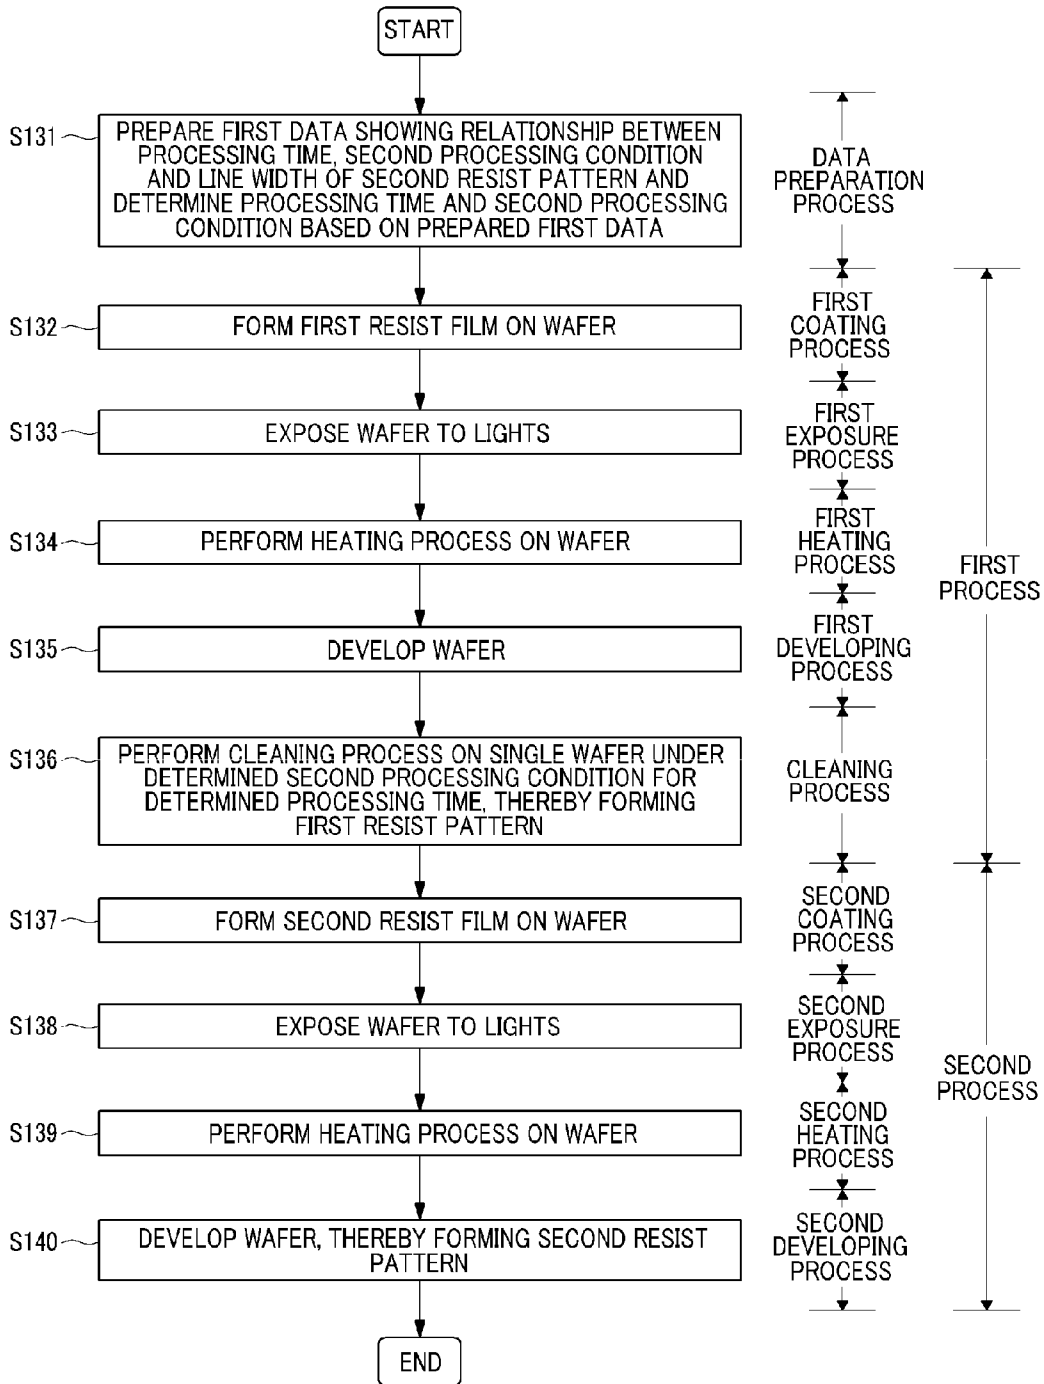 START
S131
PREPARE FIRST DATA SHOWING RELATIONSHIP BETWEEN
PROCESSING TIME, SECOND PROCESSING CONDITION
AND LINE WIDTH OF SECOND RESIST PATTERN AND
DETERMINE PROCESSING TIME AND SECOND PROCESSING
CONDITION BASED ON PREPARED FIRST DATA
DATA
PREPARATION
PROCESS
S132
FORM FIRST RESIST FILM ON WAFER
FIRST
COATING
PROCESS
S133
EXPOSE WAFER TO LIGHTS
FIRST
EXPOSURE
PROCESS
S134
PERFORM HEATING PROCESS ON WAFER
FIRST
HEATING
PROCESS
FIRST
PROCESS
S135
DEVELOP WAFER
FIRST
DEVELOPING
PROCESS
S136
PERFORM CLEANING PROCESS ON SINGLE WAFER UNDER
DETERMINED SECOND PROCESSING CONDITION FOR
DETERMINED PROCESSING TIME, THEREBY FORMING
FIRST RESIST PATTERN
CLEANING
PROCESS
S137
FORM SECOND RESIST FILM ON WAFER
SECOND
COATING
PROCESS
S138
EXPOSE WAFER TO LIGHTS
SECOND
EXPOSURE
PROCESS
SECOND
PROCESS
S139
PERFORM HEATING PROCESS ON WAFER
SECOND
HEATING
PROCESS
S140
DEVELOP WAFER, THEREBY FORMING SECOND RESIST
PATTERN
SECOND
DEVELOPING
PROCESS
END